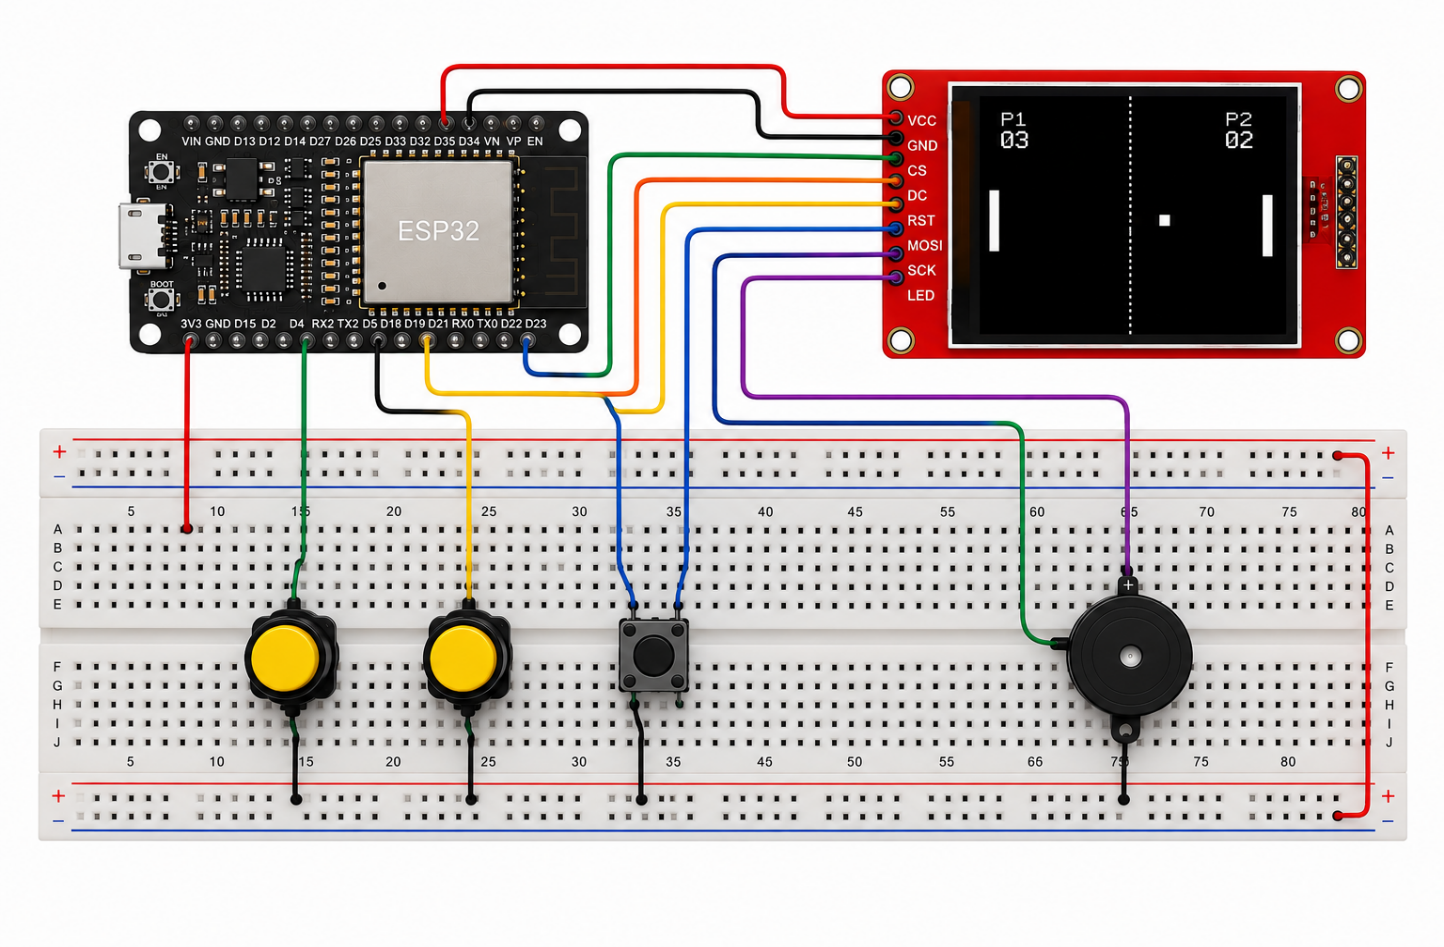 VIN GND D13 D12 D14 D27 D26 D25 D33 D32 D35 D34 VN VP EN
EN
EN
ESP32
BOOT
3V3 GND D15 D2 D4 RX2 TX2 D5 D18 D19 D21 RX0 TX0 D22 D23
VCC
GND
CS
DC
RST
MOSI
SCK
LED
P1 P2
03 02
+ +
− −
5 10 15 20 25 30 35 40 45 50 55 60 65 70 75 80
A A
B B
C C
D D
E E
+
F F
G G
H H
I I
J J
5 10 15 20 25 30 35 45 50 55 60 65 75 80
+ +
− −